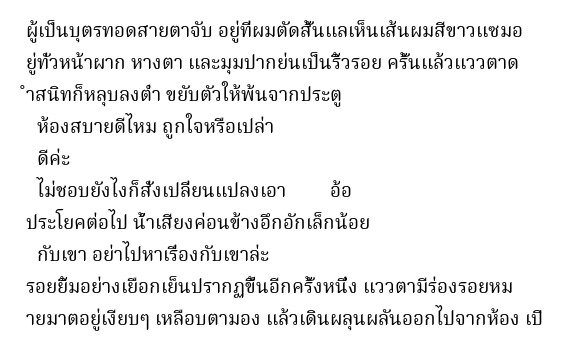 ผู้เป็นบุตรทอดสายตาจับ อยู่ที่ผมตัดสั้นแลเห็นเส้นผมสีขาวแซมอ
ยู่ทั่วหน้าผาก หางตา และมุมปากย่นเป็นริ้วรอย ครั้นแล้วแววตาด
ำสนิทก็หลุบลงต่ำ ขยับตัวให้พ้นจากประตู
ห้องสบายดีไหม ถูกใจหรือเปล่า
ดีค่ะ
ไม่ชอบยังไงก็สั่งเปลี่ยนแปลงเอา อ้อ
ประโยคต่อไป น้ำเสียงค่อนข้างอึกอักเล็กน้อย
กับเขา อย่าไปหาเรื่องกับเขาล่ะ
รอยยิ้มอย่างเยือกเย็นปรากฏขึ้นอีกครั้งหนึ่ง แววตามีร่องรอยหม
ายมาตอยู่เงียบๆ เหลือบตามอง แล้วเดินผลุนผลันออกไปจากห้อง เป็